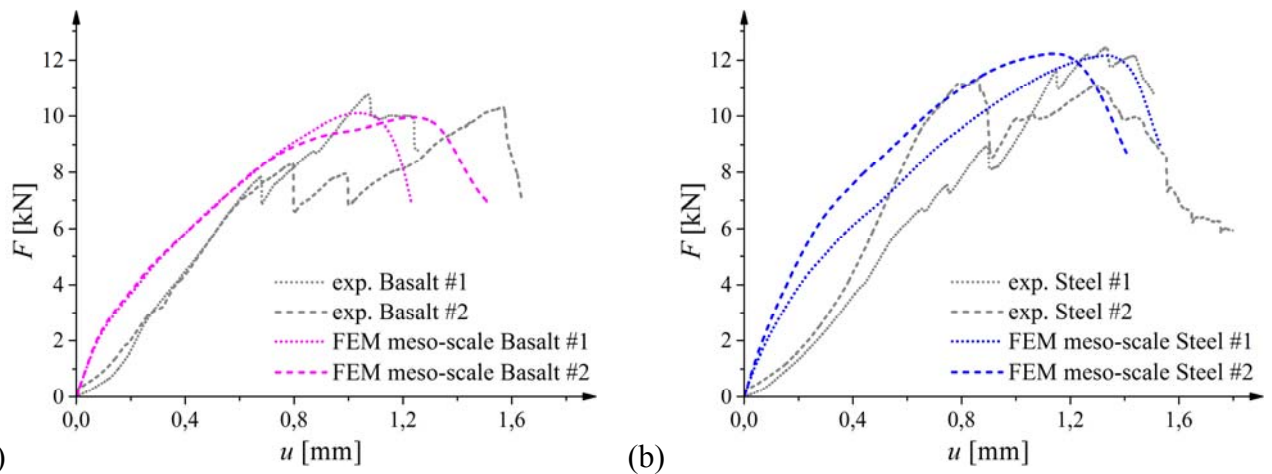 12
10
8
6
4
2
0
F [kN]
0,0 0,4 0,8 1,2 1,6
u [mm]
exp. Basalt #1
exp. Basalt #2
FEM meso-scale Basalt #1
FEM meso-scale Basalt #2
)
12
10
8
6
4
2
0
F [kN]
0,0 0,4 0,8 1,2 1,6
u [mm]
exp. Steel #1
exp. Steel #2
FEM meso-scale Steel #1
FEM meso-scale Steel #2
(b)